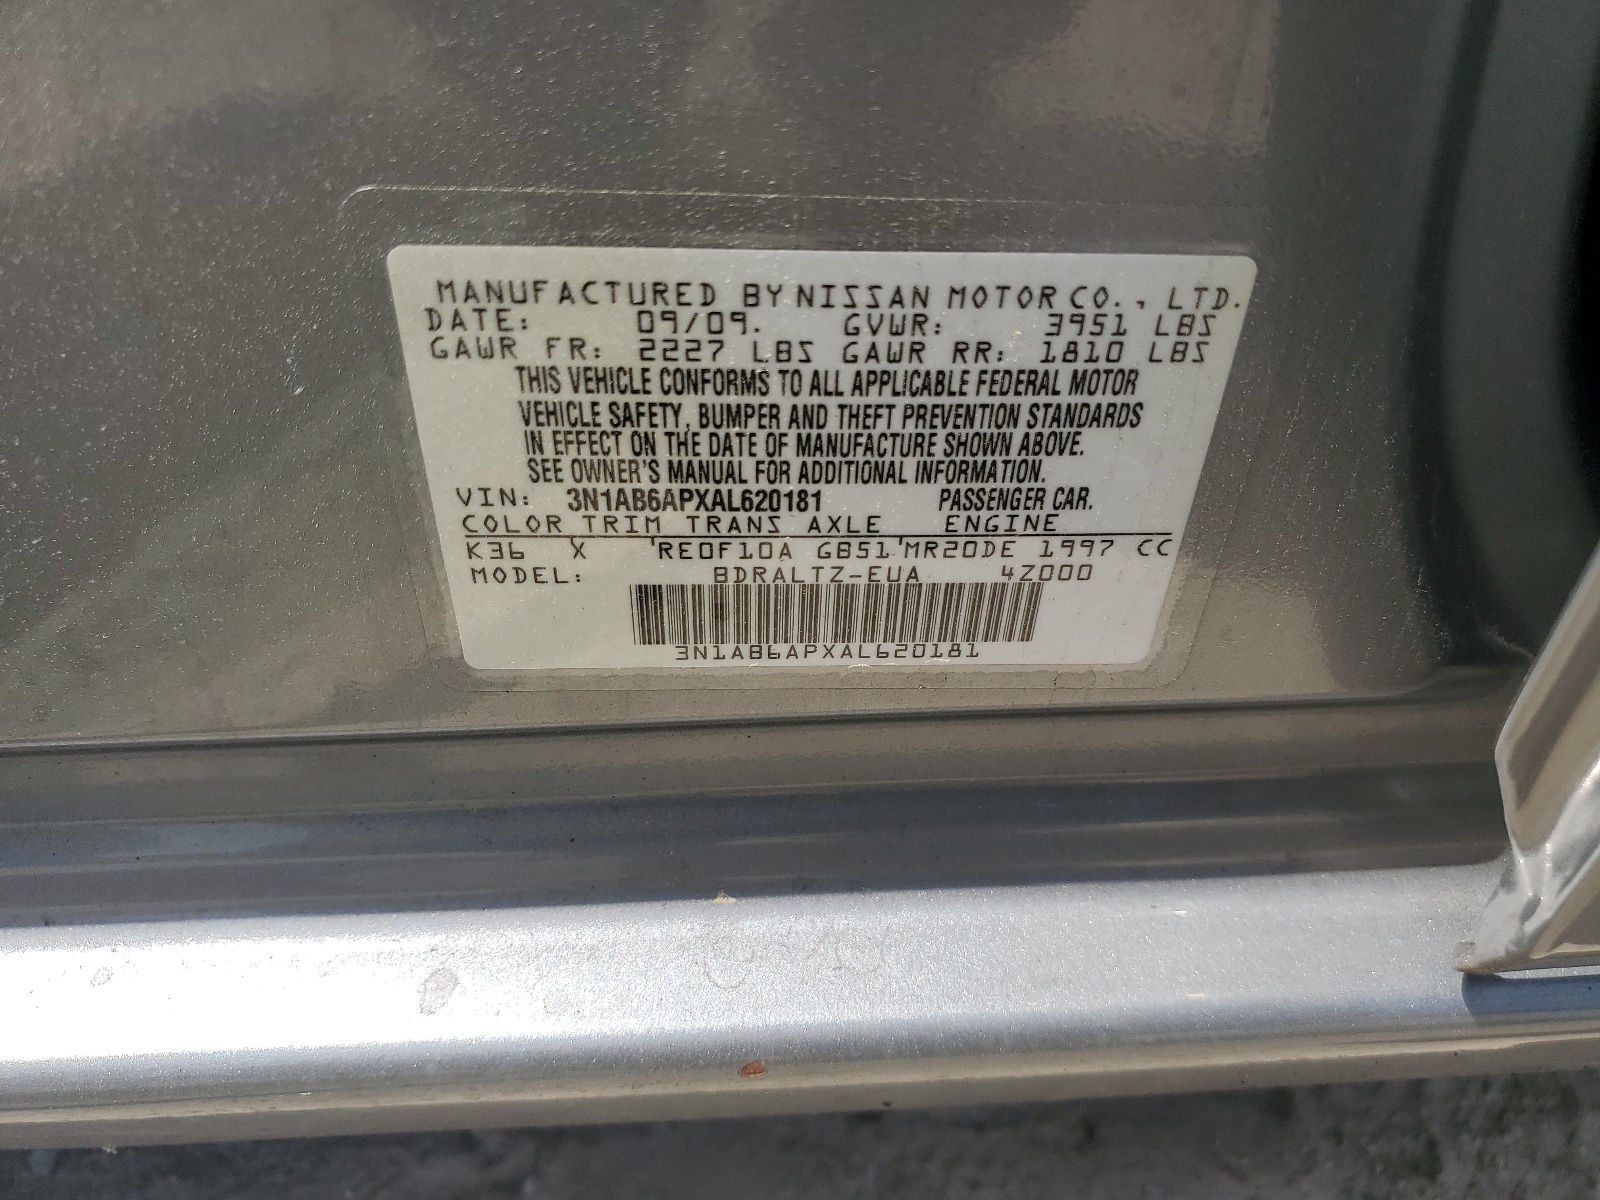 MANUFACTURED BY NISSAN MOTOR CO., LTD.
DATE: 09/09. GVWR: 3951 LBS
GAWR FR: 2227 LBS GAWR RR: 1810 LBS
THIS VEHICLE CONFORMS TO ALL APPLICABLE FEDERAL MOTOR
VEHICLE SAFETY, BUMPER AND THEFT PREVENTION STANDARDS
IN EFFECT ON THE DATE OF MANUFACTURE SHOWN ABOVE.
SEE OWNER'S MANUAL FOR ADDITIONAL INFORMATION.
VIN: 3N1AB6APXAL620181 PASSENGER CAR.
COLOR TRIM TRANS AXLE ENGINE
K36 X RE0F10A GB51 MR20DE 1997 CC
MODEL: BDRALTZ-EUA 4Z000
3N1AB6APXAL620181